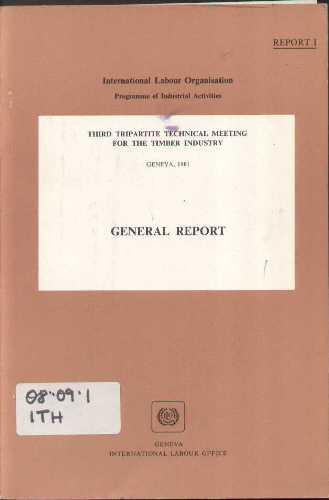 REPORT I
International Labour Organisation
Programme of Industrial Activities
THIRD TRIPARTITE TECHNICAL MEETING
FOR THE TIMBER INDUSTRY
GENEVA, 1981
GENERAL REPORT
08·09·1
ITH
GENEVA
INTERNATIONAL LABOUR OFFICE